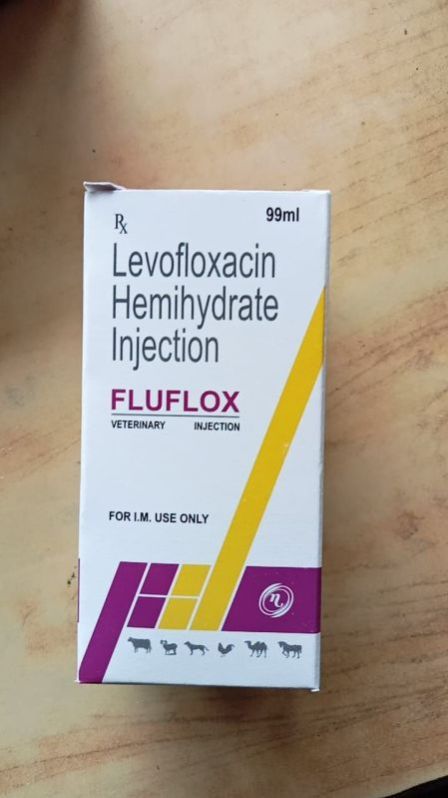 99ml
Rx
Levofloxacin
Hemihydrate
Injection
FLUFLOX
VETERINARY INJECTION
FOR I.M. USE ONLY